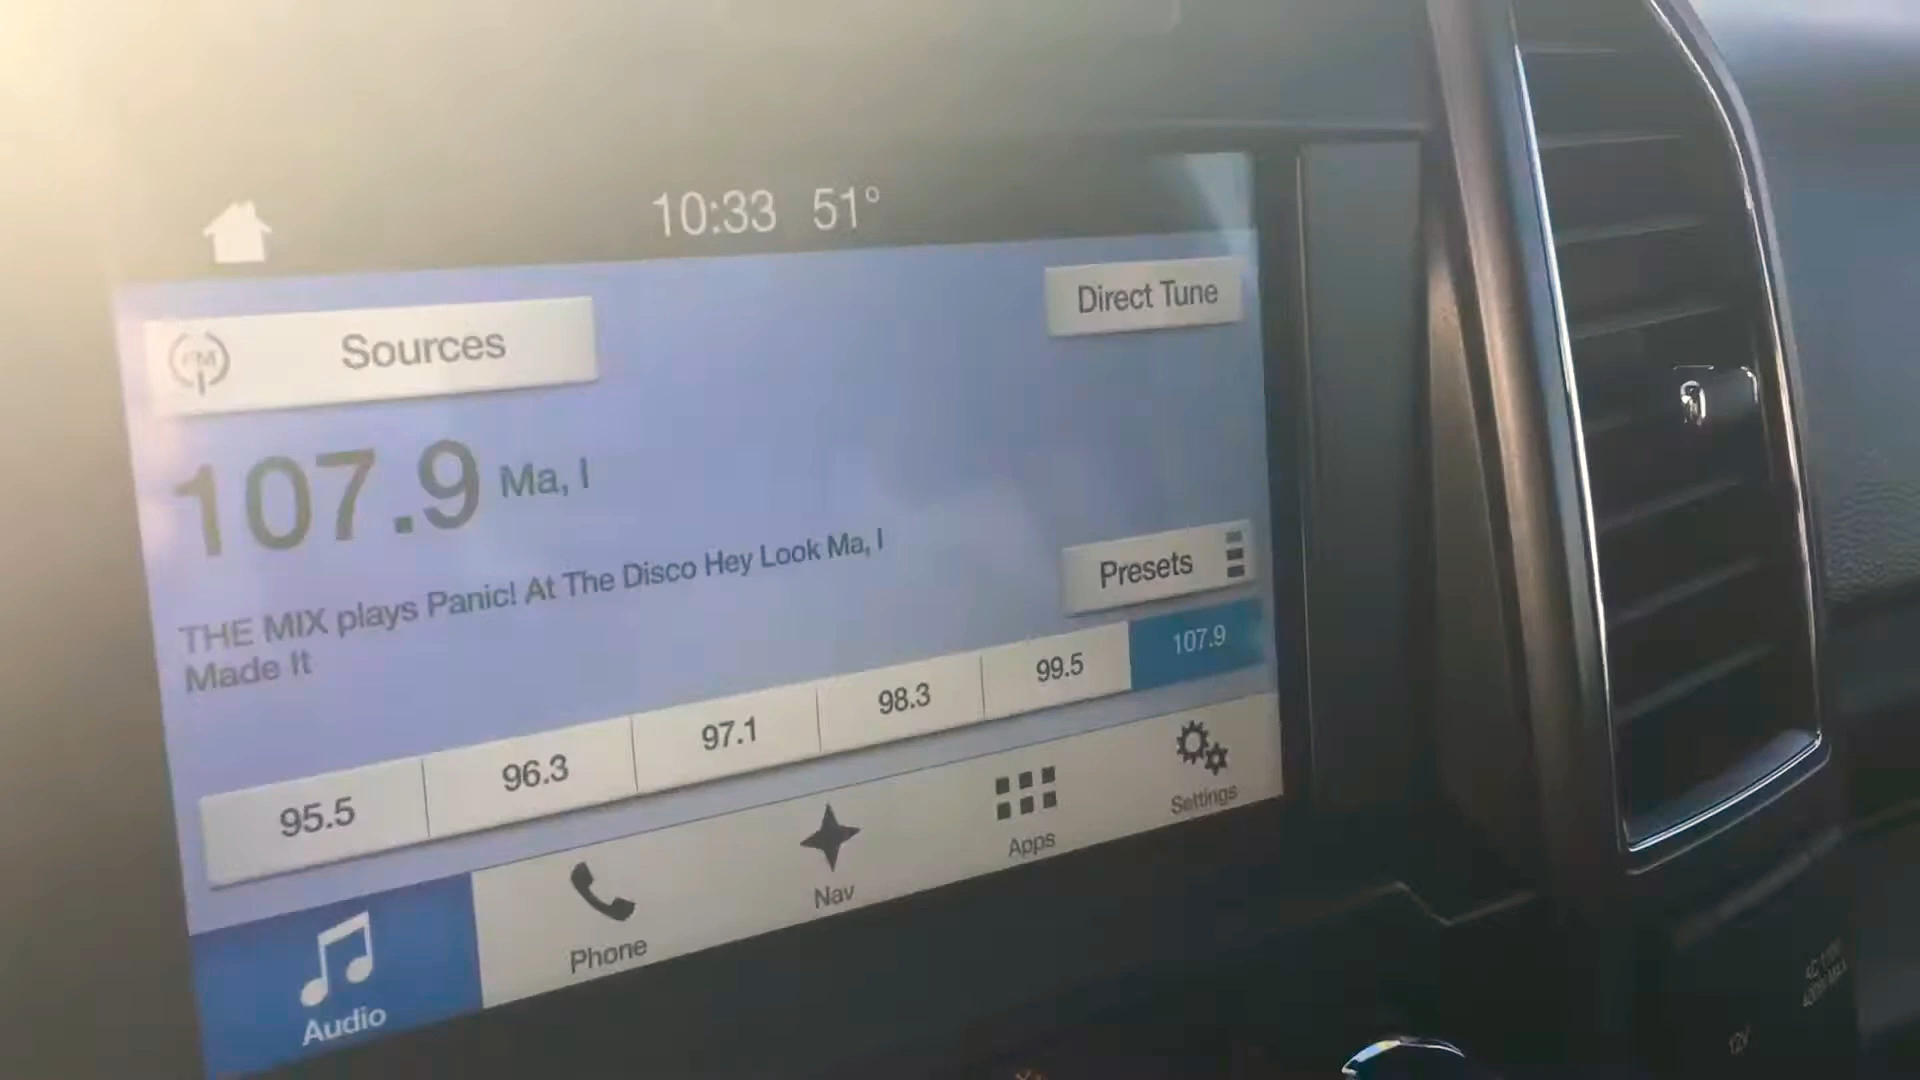 10:33 51°
FM Sources
Direct Tune
107.9 Ma, I
THE MIX plays Panic! At The Disco Hey Look Ma, I
Made It
Presets
95.5 96.3 97.1 98.3 99.5 107.9
Audio Phone Nav Apps Settings
12V